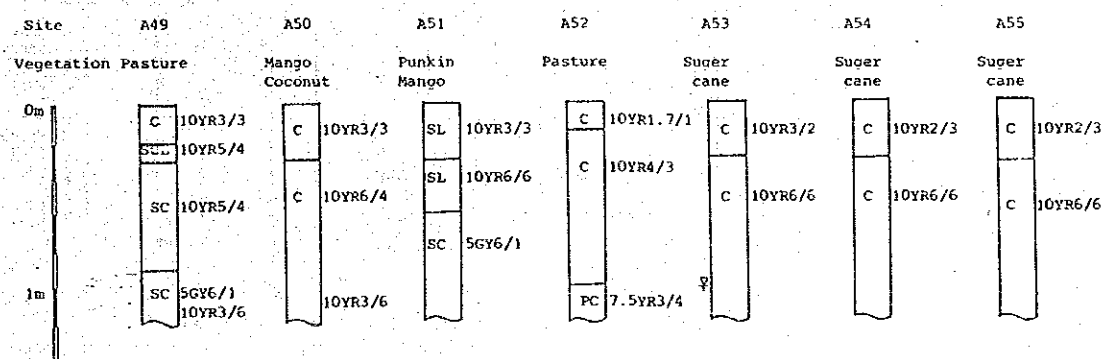 Site A49 A50 A51 A52 A53 A54 A55
Vegetation Pasture Mango Punkin Pasture Suger Suger Suger
Coconut Mango cane cane cane
0m
C 10YR3/3 C 10YR3/3 SL 10YR3/3 C 10YR1.7/1 C 10YR3/2 C 10YR2/3 C 10YR2/3
SCL 10YR5/4
SL 10YR6/6 C 10YR4/3
SC 10YR5/4 C 10YR6/4 C 10YR6/6 C 10YR6/6 C 10YR6/6
SC 5GY6/1
1m SC 5GY6/1 10YR3/6 PC 7.5YR3/4
10YR3/6